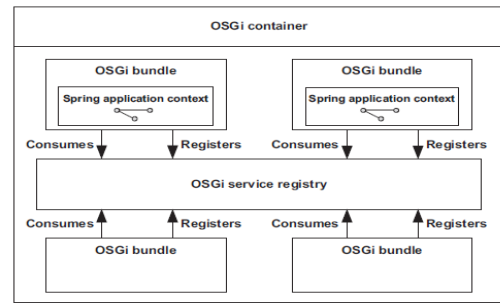 OSGi container
OSGi bundle
OSGi bundle
Spring application context
Spring application context
Consumes
Registers
Consumes
Registers
OSGi service registry
Consumes
Registers
Consumes
Registers
OSGi bundle
OSGi bundle